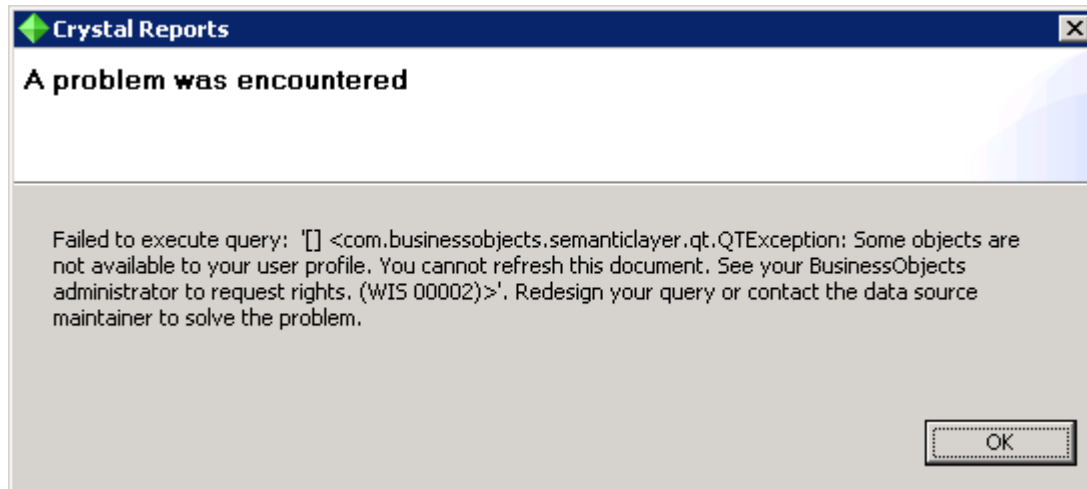 Crystal Reports
A problem was encountered
Failed to execute query: '[] <com.businessobjects.semanticlayer.qt.QTException: Some objects are
not available to your user profile. You cannot refresh this document. See your BusinessObjects
administrator to request rights. (WIS 00002)>'. Redesign your query or contact the data source
maintainer to solve the problem.
OK